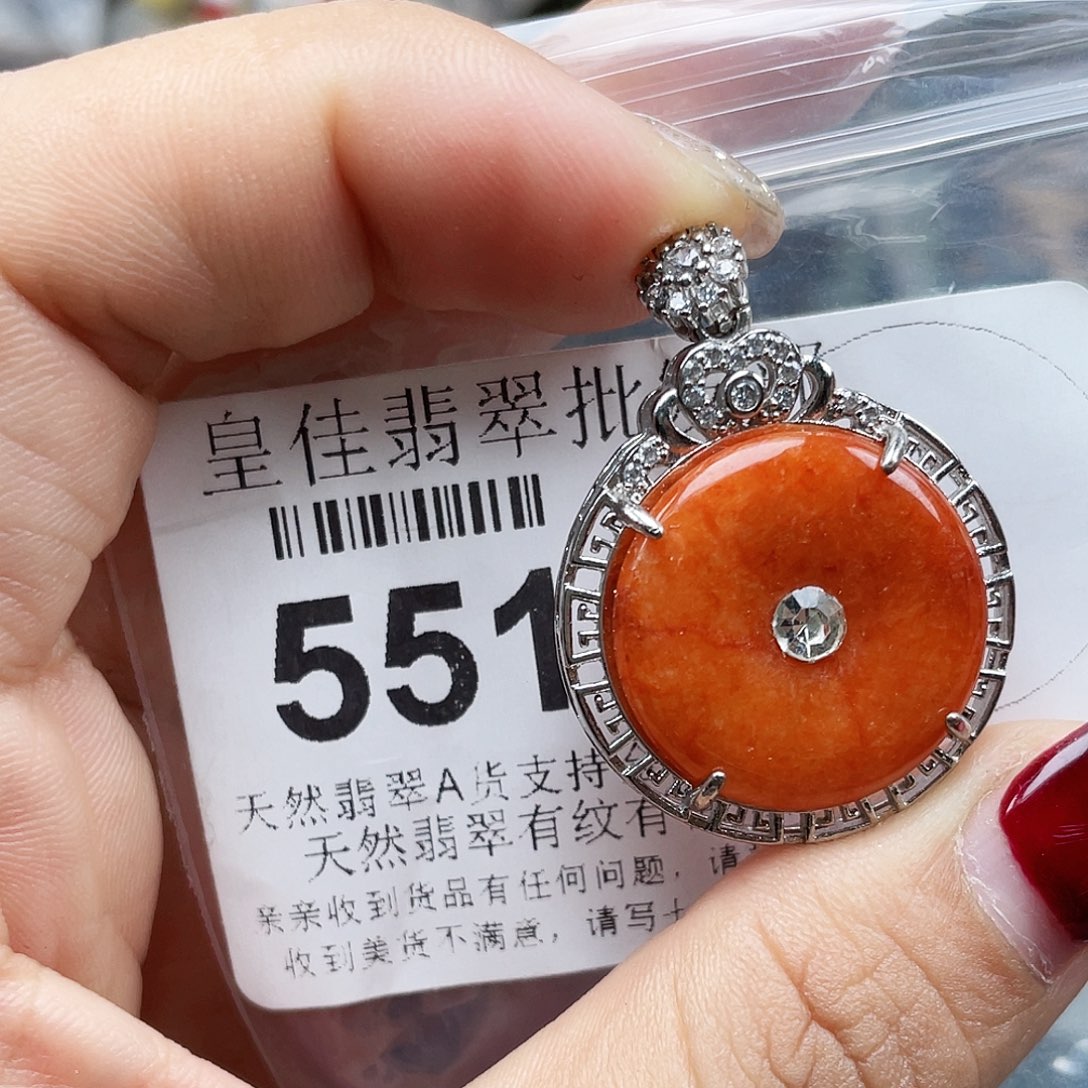 皇佳翡翠批
551
天然翡翠A货支持
天然翡翠有纹有
亲亲收到货品有任何问题，请
收到美货不满意，请写